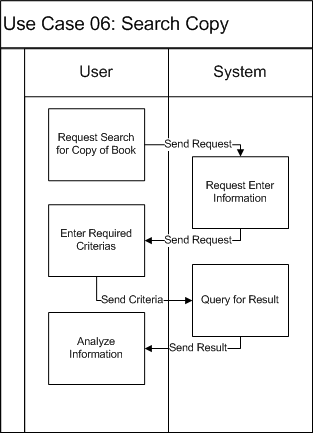 Use Case 06: Search Copy
User
System
Request Search
for Copy of Book
Send Request
Request Enter
Information
Send Request
Enter Required
Criterias
Send Criteria
Query for Result
Send Result
Analyze
Information